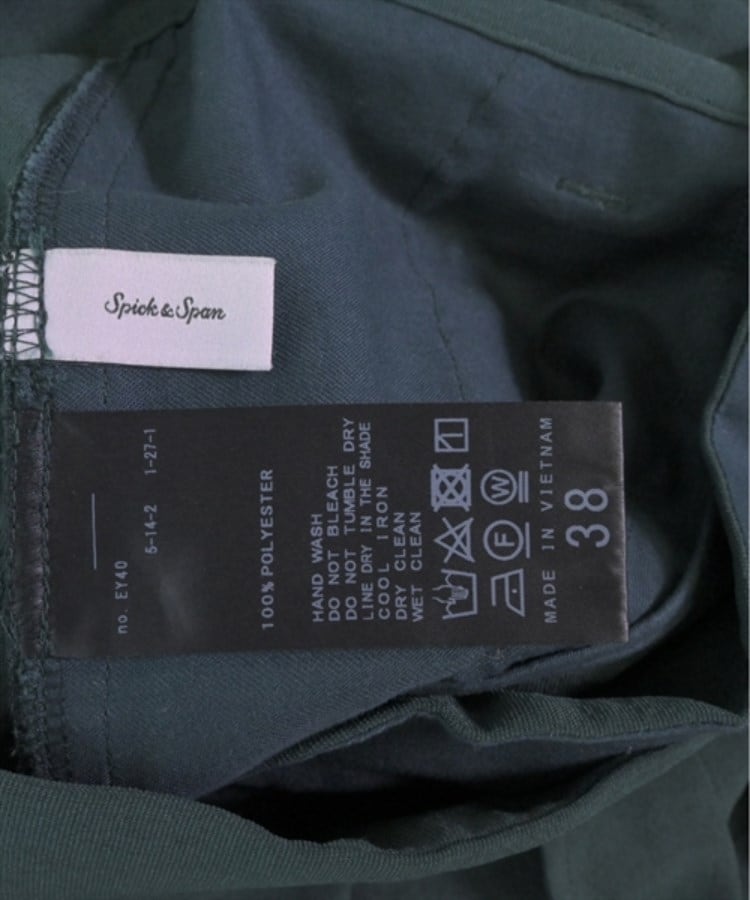 Spick & Span
no. EY40
5-14-2 1-27-1
100% POLYESTER
HAND WASH
DO NOT BLEACH
DO NOT TUMBLE DRY
LINE DRY IN THE SHADE
COOL IRON
DRY CLEAN
WET CLEAN
F W
MADE IN VIETNAM
38